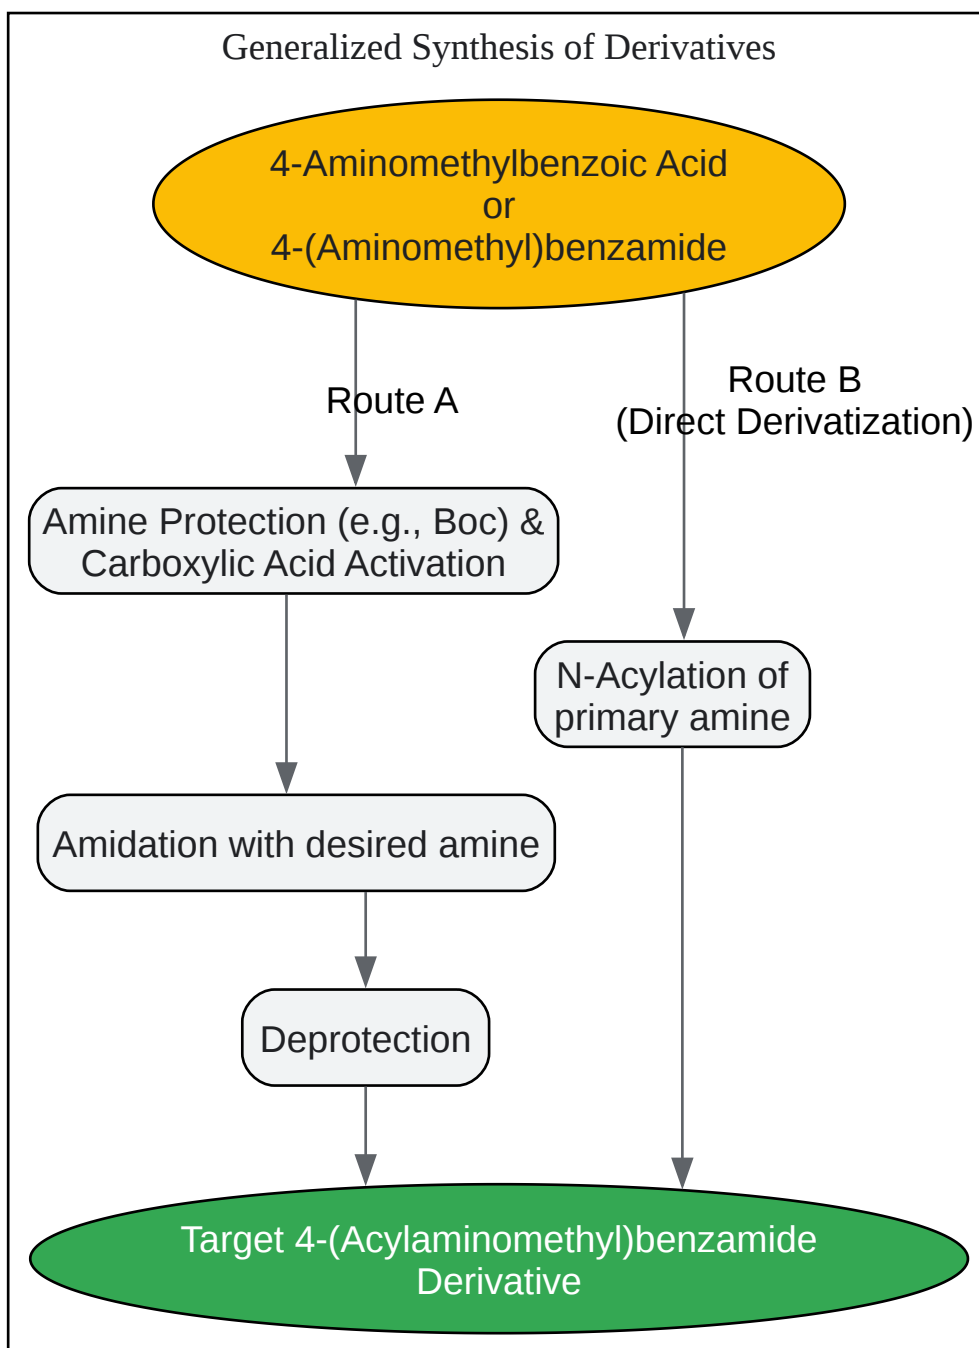 Generalized Synthesis of Derivatives
4-Aminomethylbenzoic Acid
or
4-(Aminomethyl)benzamide
Route A
Route B
(Direct Derivatization)
Amine Protection (e.g., Boc) &
Carboxylic Acid Activation
N-Acylation of
primary amine
Amidation with desired amine
Deprotection
Target 4-(Acylaminomethyl)benzamide
Derivative